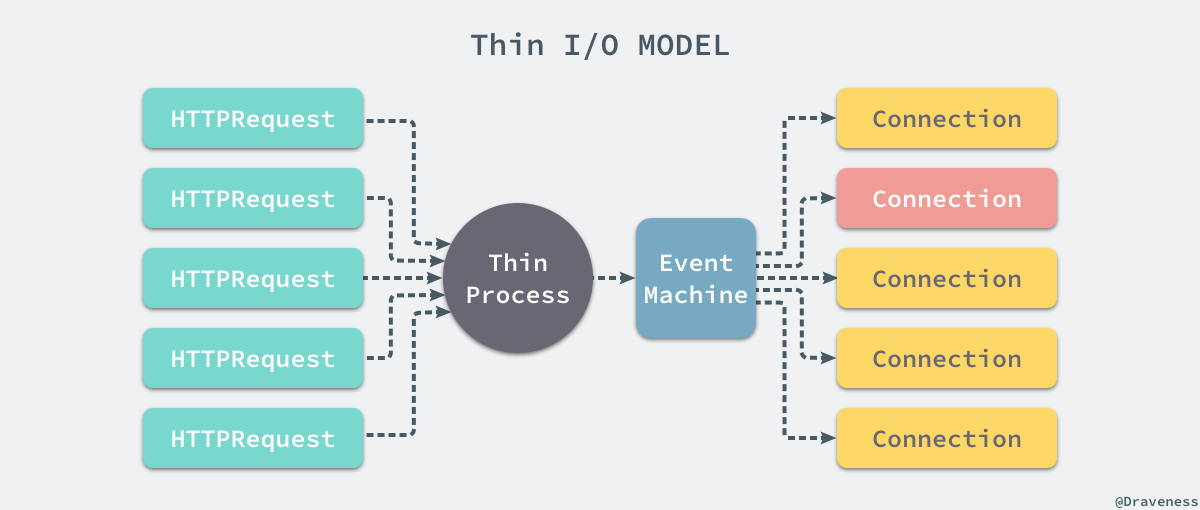 Thin I/O MODEL
HTTPRequest
HTTPRequest
HTTPRequest
HTTPRequest
HTTPRequest
Thin
Process
Event
Machine
Connection
Connection
Connection
Connection
Connection
@Draveness